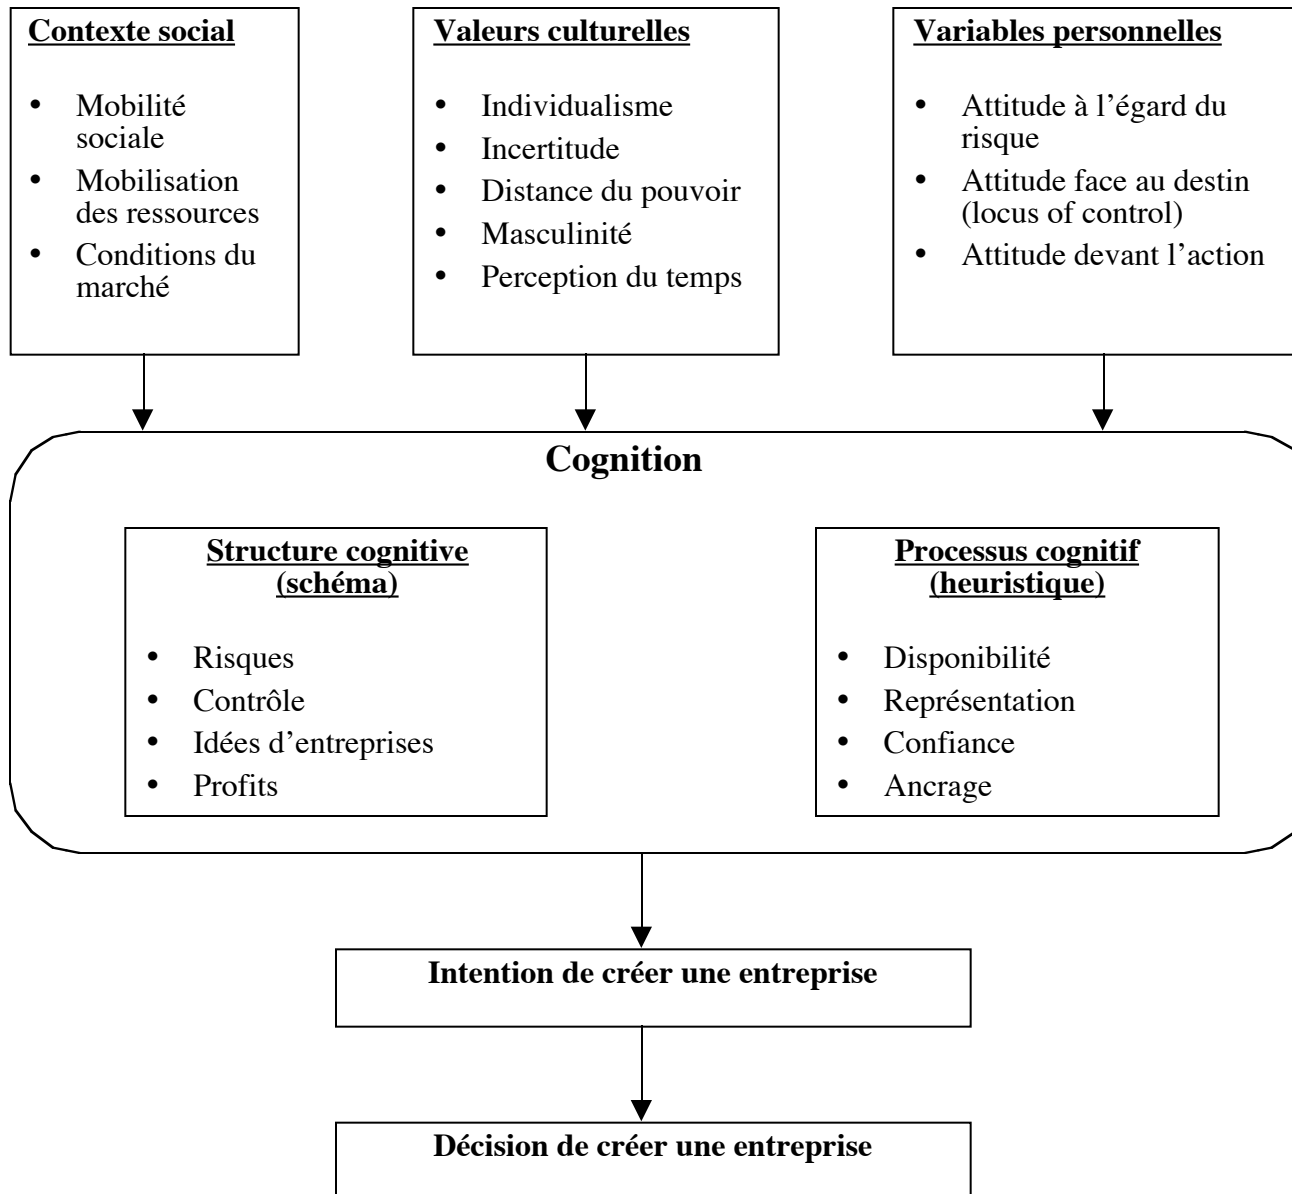 Contexte social
• Mobilité
sociale
• Mobilisation
des ressources
• Conditions du
marché
Valeurs culturelles
• Individualisme
• Incertitude
• Distance du pouvoir
• Masculinité
• Perception du temps
Variables personnelles
• Attitude à l’égard du
risque
• Attitude face au destin
(locus of control)
• Attitude devant l’action
Cognition
Structure cognitive
(schéma)
• Risques
• Contrôle
• Idées d’entreprises
• Profits
Processus cognitif
(heuristique)
• Disponibilité
• Représentation
• Confiance
• Ancrage
Intention de créer une entreprise
Décision de créer une entreprise